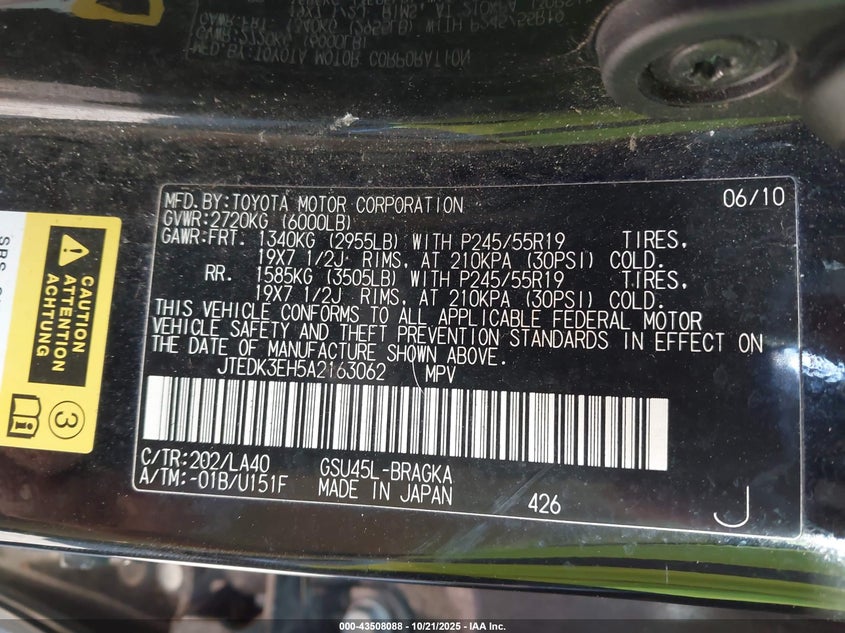 MFD.BY:TOYOTA MOTOR CORPORATION 06/10
GVWR:2720KG (6000LB)
GAWR:FRT. 1340KG (2955LB) WITH P245/55R19 TIRES,
19X7 1/2J RIMS, AT 210KPA (30PSI) COLD.
RR. 1585KG (3505LB) WITH P245/55R19 TIRES,
19X7 1/2J RIMS, AT 210KPA (30PSI) COLD.
THIS VEHICLE CONFORMS TO ALL APPLICABLE FEDERAL MOTOR
VEHICLE SAFETY AND THEFT PREVENTION STANDARDS IN EFFECT ON
THE DATE OF MANUFACTURE SHOWN ABOVE.
JTEDK3EH5A2163062 MPV
C/TR:202/LA40 GSU45L-BRAGKA
A/TM:-01B/U151F MADE IN JAPAN 426 J
CAUTION
ATTENTION
ACHTUNG
3
000-43508088 - 10/21/2025 - IAA Inc.